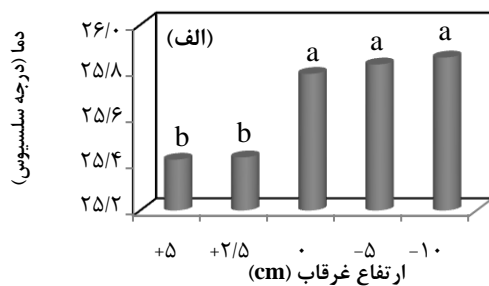 (الف)
دما (درجه سلسیوس)
۲۶/۰
۲۵/۸
۲۵/۶
۲۵/۴
۲۵/۲
b b a a a
+۵ +۲/۵ ۰ -۵ -۱۰
ارتفاع غرقاب (cm)